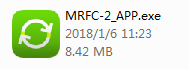 MRFC-2_APP.exe
2018/1/6 11:23
8.42 MB